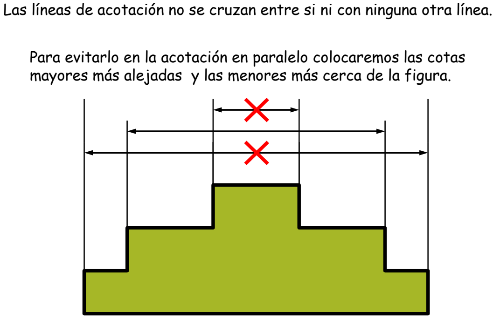 Las líneas de acotación no se cruzan entre si ni con ninguna otra línea.
Para evitarlo en la acotación en paralelo colocaremos las cotas
mayores más alejadas y las menores más cerca de la figura.